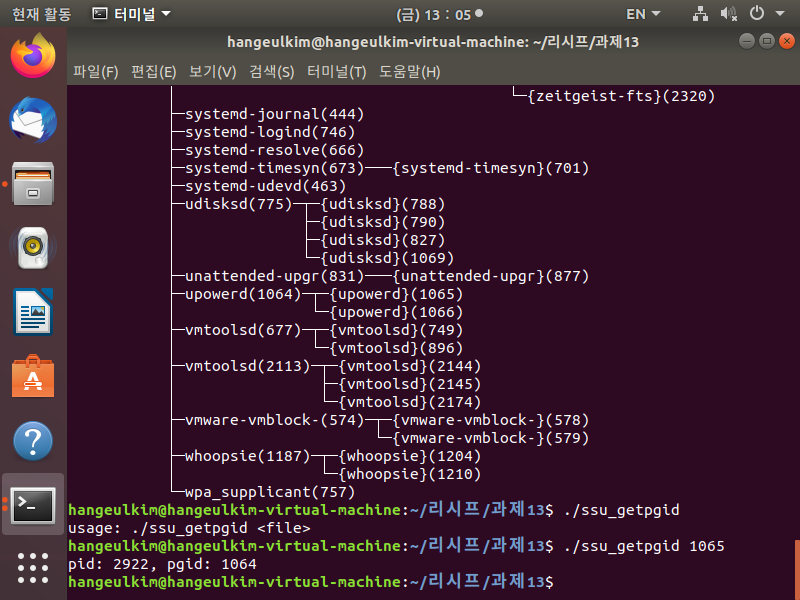 현재 활동 터미널 (금) 13 : 05 EN
hangeulkim@hangeulkim-virtual-machine: ~/리시프/과제13
파일(F) 편집(E) 보기(V) 검색(S) 터미널(T) 도움말(H)
└─{zeitgeist-fts}(2320)
├─systemd-journal(444)
├─systemd-logind(746)
├─systemd-resolve(666)
├─systemd-timesyn(673)───{systemd-timesyn}(701)
├─systemd-udevd(463)
├─udisksd(775)─┬─{udisksd}(788)
├─{udisksd}(790)
├─{udisksd}(827)
└─{udisksd}(1069)
├─unattended-upgr(831)───{unattended-upgr}(877)
├─upowerd(1064)─┬─{upowerd}(1065)
└─{upowerd}(1066)
├─vmtoolsd(677)─┬─{vmtoolsd}(749)
└─{vmtoolsd}(896)
├─vmtoolsd(2113)─┬─{vmtoolsd}(2144)
├─{vmtoolsd}(2145)
└─{vmtoolsd}(2174)
├─vmware-vmblock-(574)─┬─{vmware-vmblock-}(578)
└─{vmware-vmblock-}(579)
├─whoopsie(1187)─┬─{whoopsie}(1204)
└─{whoopsie}(1210)
└─wpa_supplicant(757)
hangeulkim@hangeulkim-virtual-machine:~/리시프/과제13$ ./ssu_getpgid
usage: ./ssu_getpgid <file>
hangeulkim@hangeulkim-virtual-machine:~/리시프/과제13$ ./ssu_getpgid 1065
pid: 2922, pgid: 1064
hangeulkim@hangeulkim-virtual-machine:~/리시프/과제13$